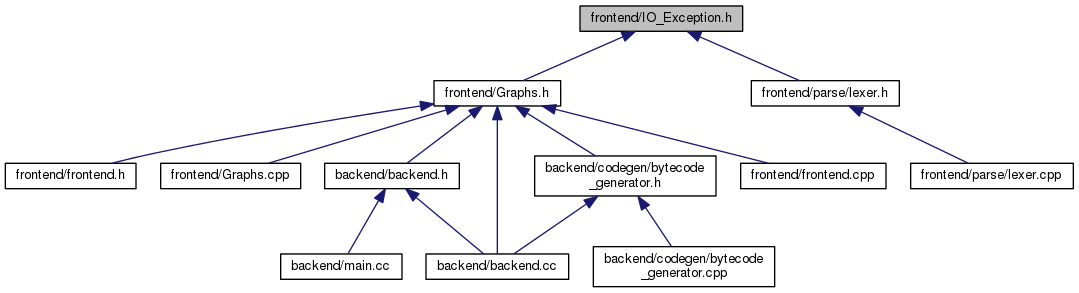 frontend/IO_Exception.h
frontend/Graphs.h
frontend/parse/lexer.h
frontend/frontend.h
frontend/Graphs.cpp
backend/backend.h
backend/codegen/bytecode
_generator.h
frontend/frontend.cpp
frontend/parse/lexer.cpp
backend/main.cc
backend/backend.cc
backend/codegen/bytecode
_generator.cpp